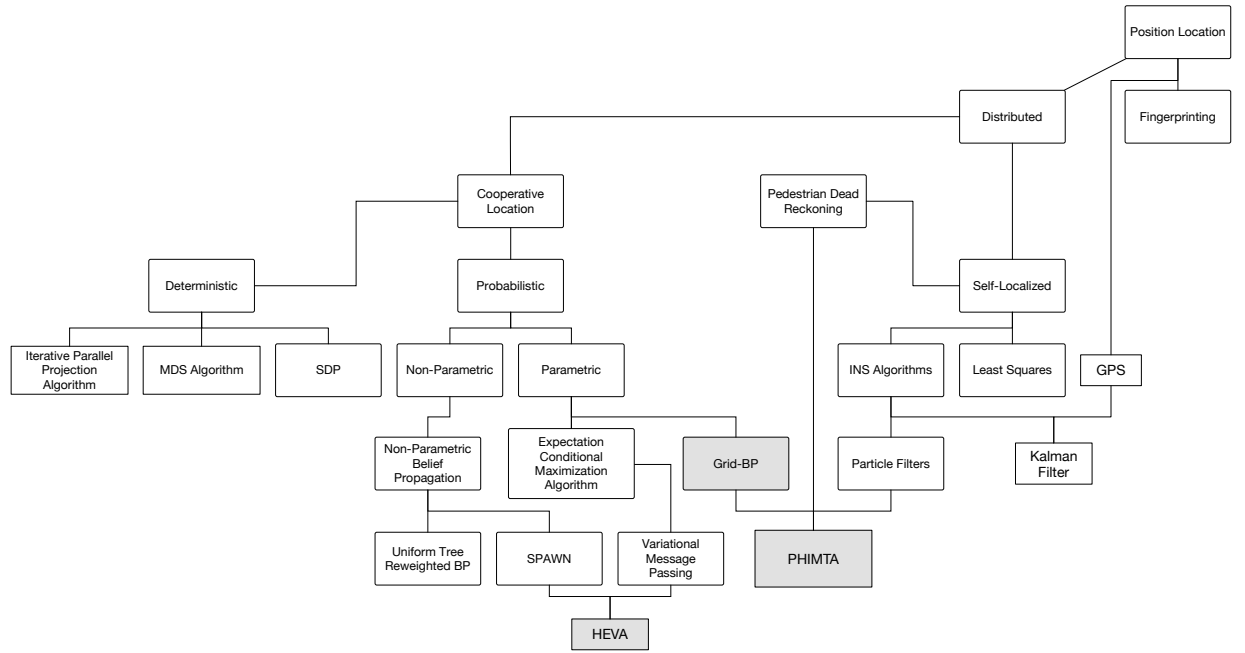 Position Location
Distributed
Fingerprinting
Cooperative
Location
Pedestrian Dead
Reckoning
Deterministic
Probabilistic
Self-Localized
Iterative Parallel
Projection
Algorithm
MDS Algorithm
SDP
Non-Parametric
Parametric
INS Algorithms
Least Squares
GPS
Non-Parametric
Belief
Propagation
Expectation
Conditional
Maximization
Algorithm
Grid-BP
Particle Filters
Kalman
Filter
Uniform Tree
Reweighted BP
SPAWN
Variational
Message
Passing
PHIMTA
HEVA